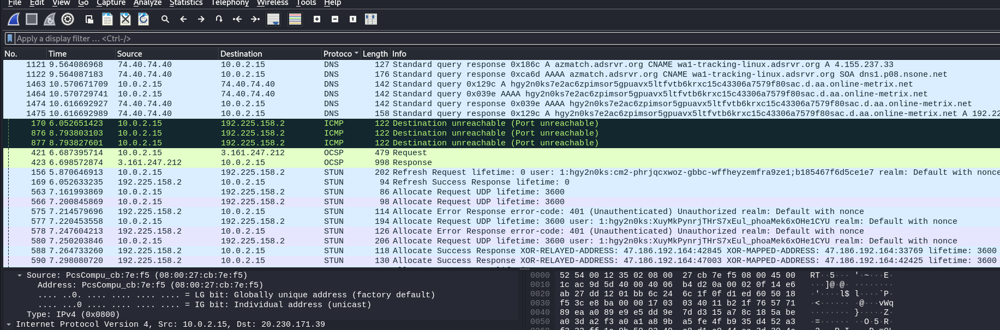 File Edit View Go Capture Analyze Statistics Telephony Wireless Tools Help
Apply a display filter … <Ctrl-/>
No. Time Source Destination Protoco Length Info
1121 9.564086968 74.40.74.40 10.0.2.15 DNS 127 Standard query response 0x186c A azmatch.adsrvr.org CNAME wa1-tracking-linux.adsrvr.org A 4.155.237.33
1122 9.564087183 74.40.74.40 10.0.2.15 DNS 176 Standard query response 0xca6d AAAA azmatch.adsrvr.org CNAME wa1-tracking-linux.adsrvr.org SOA dns1.p08.nsone.net
1463 10.570671709 10.0.2.15 74.40.74.40 DNS 142 Standard query 0x129c A hgy2n0ks7e2ac6zpimsor5gpuavx5ltfvtb6krxc15c43306a7579f80sac.d.aa.online-metrix.net
1464 10.570729741 10.0.2.15 74.40.74.40 DNS 142 Standard query 0x039e AAAA hgy2n0ks7e2ac6zpimsor5gpuavx5ltfvtb6krxc15c43306a7579f80sac.d.aa.online-metrix.net
1474 10.616692927 74.40.74.40 10.0.2.15 DNS 142 Standard query response 0x039e AAAA hgy2n0ks7e2ac6zpimsor5gpuavx5ltfvtb6krxc15c43306a7579f80sac.d.aa.online-metrix.net
1475 10.616692989 74.40.74.40 10.0.2.15 DNS 158 Standard query response 0x129c A hgy2n0ks7e2ac6zpimsor5gpuavx5ltfvtb6krxc15c43306a7579f80sac.d.aa.online-metrix.net A 192.22
170 6.052651423 10.0.2.15 192.225.158.2 ICMP 122 Destination unreachable (Port unreachable)
876 8.793803103 10.0.2.15 192.225.158.2 ICMP 122 Destination unreachable (Port unreachable)
877 8.793827601 10.0.2.15 192.225.158.2 ICMP 122 Destination unreachable (Port unreachable)
421 6.687395714 10.0.2.15 3.161.247.212 OCSP 479 Request
423 6.698572874 3.161.247.212 10.0.2.15 OCSP 998 Response
156 5.870646913 10.0.2.15 192.225.158.2 STUN 202 Refresh Request lifetime: 0 user: 1:hgy2n0ks:cm2-phrjqcxwoz-gbbc-wffheyzemfra9ze1;b185467f6d5ce1e7 realm: Default with nonce
169 6.052633235 192.225.158.2 10.0.2.15 STUN 94 Refresh Success Response lifetime: 0
563 7.161993869 10.0.2.15 192.225.158.2 STUN 86 Allocate Request UDP lifetime: 3600
566 7.200845869 10.0.2.15 192.225.158.2 STUN 98 Allocate Request UDP lifetime: 3600
575 7.214579696 192.225.158.2 10.0.2.15 STUN 114 Allocate Error Response error-code: 401 (Unauthenticated) Unauthorized realm: Default with nonce
577 7.220453558 10.0.2.15 192.225.158.2 STUN 194 Allocate Request UDP lifetime: 3600 user: 1:hgy2n0ks:XuyMkPynrjTHrS7xEul_phoaMek6xOHe1CYU realm: Default with nonce
578 7.247604213 192.225.158.2 10.0.2.15 STUN 126 Allocate Error Response error-code: 401 (Unauthenticated) Unauthorized realm: Default with nonce
580 7.250203846 10.0.2.15 192.225.158.2 STUN 206 Allocate Request UDP lifetime: 3600 user: 1:hgy2n0ks:XuyMkPynrjTHrS7xEul_phoaMek6xOHe1CYU realm: Default with nonce
588 7.264733260 192.225.158.2 10.0.2.15 STUN 118 Allocate Success Response XOR-RELAYED-ADDRESS: 47.186.192.164:42845 XOR-MAPPED-ADDRESS: 47.186.192.164:33769 lifetime: 3600
590 7.298080720 192.225.158.2 10.0.2.15 STUN 130 Allocate Success Response XOR-RELAYED-ADDRESS: 47.186.192.164:47003 XOR-MAPPED-ADDRESS: 47.186.192.164:42425 lifetime: 3600
Source: PcsCompu_cb:7e:f5 (08:00:27:cb:7e:f5)
Address: PcsCompu_cb:7e:f5 (08:00:27:cb:7e:f5)
.... ..0. .... .... .... .... = LG bit: Globally unique address (factory default)
.... ...0 .... .... .... .... = IG bit: Individual address (unicast)
Type: IPv4 (0x0800)
Internet Protocol Version 4, Src: 10.0.2.15, Dst: 20.230.171.39
0000 52 54 00 12 35 02 08 00 27 cb 7e f5 08 00 45 00 RT··5···'·~···E·
0010 1c ac 9d 5d 40 00 40 06 b4 d2 0a 00 02 0f 14 e6 ···]@·@·········
0020 ab 27 dd 12 01 bb 6c 24 6c 1f 0f d1 ed 60 50 18 ·'····l$l····`P·
0030 f5 3c e8 ba 00 00 17 03 03 40 11 b2 1f 76 57 71 ·<·······@···vWq
0040 89 ea a0 89 e9 e5 dd 9e 7d d3 15 a7 8c 18 5a be ········}·····Z·
0050 a0 3d a2 f3 a0 a1 a8 9b a5 fe 4f b9 35 d4 52 a3 ·=········O·5·R·